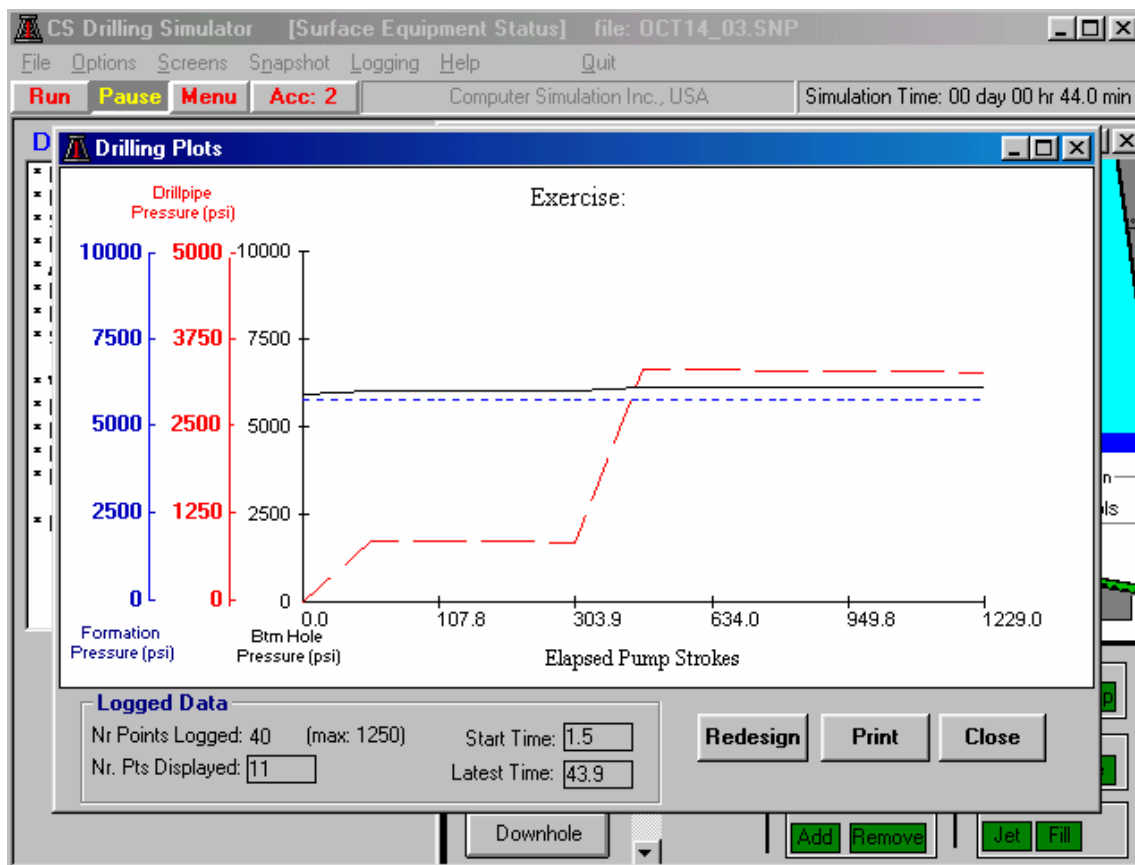 CS Drilling Simulator [Surface Equipment Status] file: OCT14_03.SNP
File Options Screens Snapshot Logging Help Quit
Run Pause Menu Acc: 2 Computer Simulation Inc., USA Simulation Time: 00 day 00 hr 44.0 min
D
Drilling Plots
Exercise:
Drillpipe
Pressure (psi)
10000 5000 10000
7500 3750 7500
5000 2500 5000
2500 1250 2500
0 0 0
0.0 107.8 303.9 634.0 949.8 1229.0
Formation
Pressure (psi)
Btm Hole
Pressure (psi)
Elapsed Pump Strokes
Logged Data
Nr Points Logged: 40 (max: 1250) Start Time: 1.5
Nr. Pts Displayed: 11 Latest Time: 43.9
Redesign Print Close
Downhole
Add Remove Jet Fill